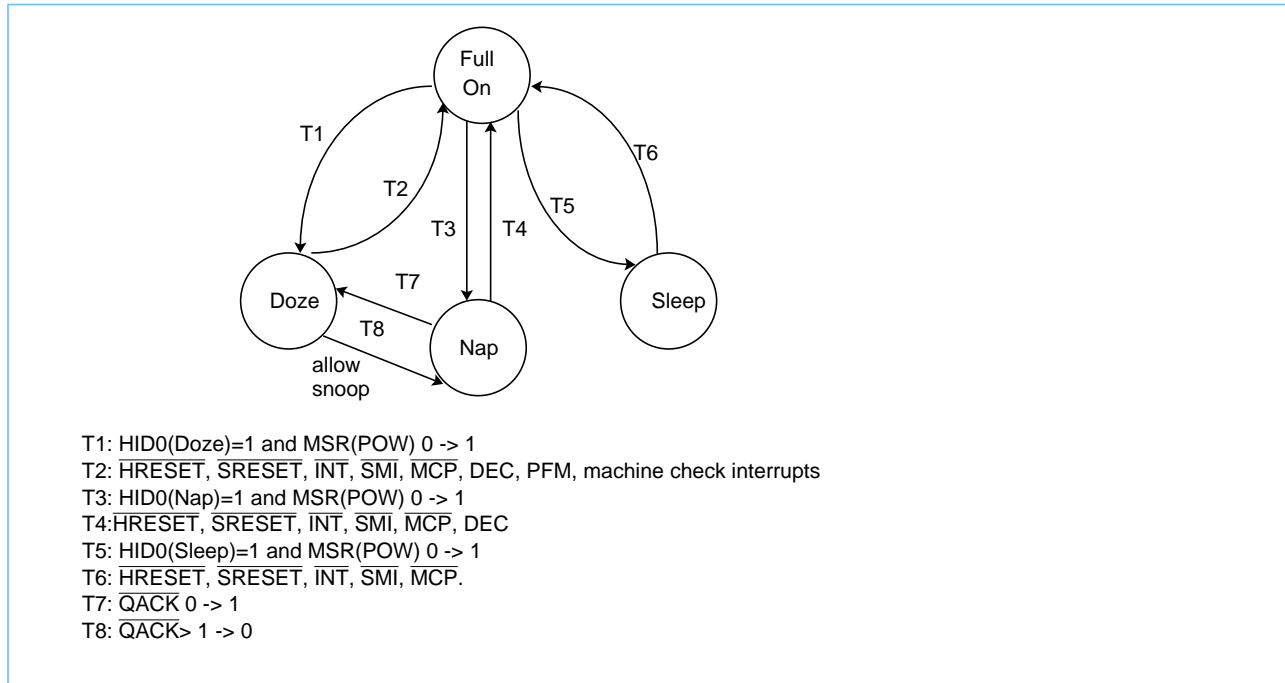 Full
On
T1
T6
T2
T5
T3
T4
T7
Doze
Sleep
T8
Nap
allow
snoop
T1: HID0(Doze)=1 and MSR(POW) 0 -> 1
T2: HRESET, SRESET, INT, SMI, MCP, DEC, PFM, machine check interrupts
T3: HID0(Nap)=1 and MSR(POW) 0 -> 1
T4:HRESET, SRESET, INT, SMI, MCP, DEC
T5: HID0(Sleep)=1 and MSR(POW) 0 -> 1
T6: HRESET, SRESET, INT, SMI, MCP.
T7: QACK 0 -> 1
T8: QACK> 1 -> 0